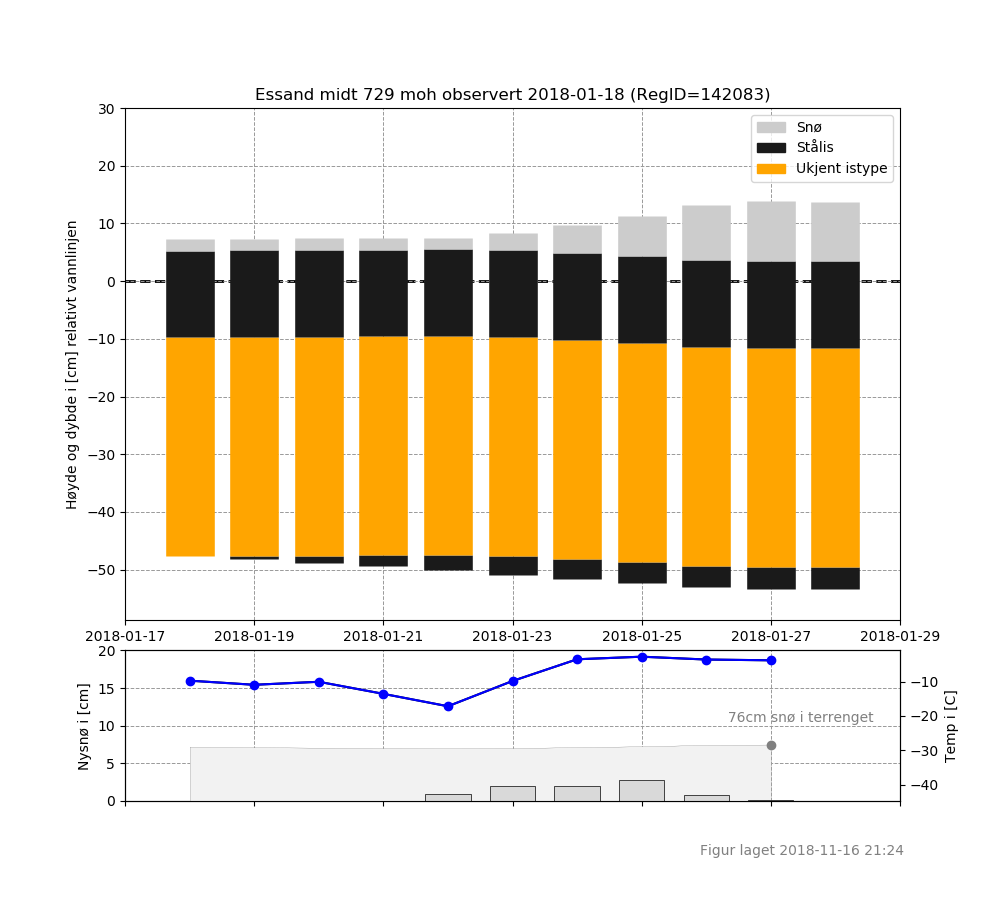 Essand midt 729 moh observert 2018-01-18 (RegID=142083)
Snø
Stålis
Ukjent istype
Høyde og dybde i [cm] relativt vannlinjen
30
20
10
0
−10
−20
−30
−40
−50
2018-01-17 2018-01-19 2018-01-21 2018-01-23 2018-01-25 2018-01-27 2018-01-29
Nysnø i [cm]
20
15
10
5
0
76cm snø i terrenget
−10
−20
−30
−40
Temp i [C]
Figur laget 2018-11-16 21:24